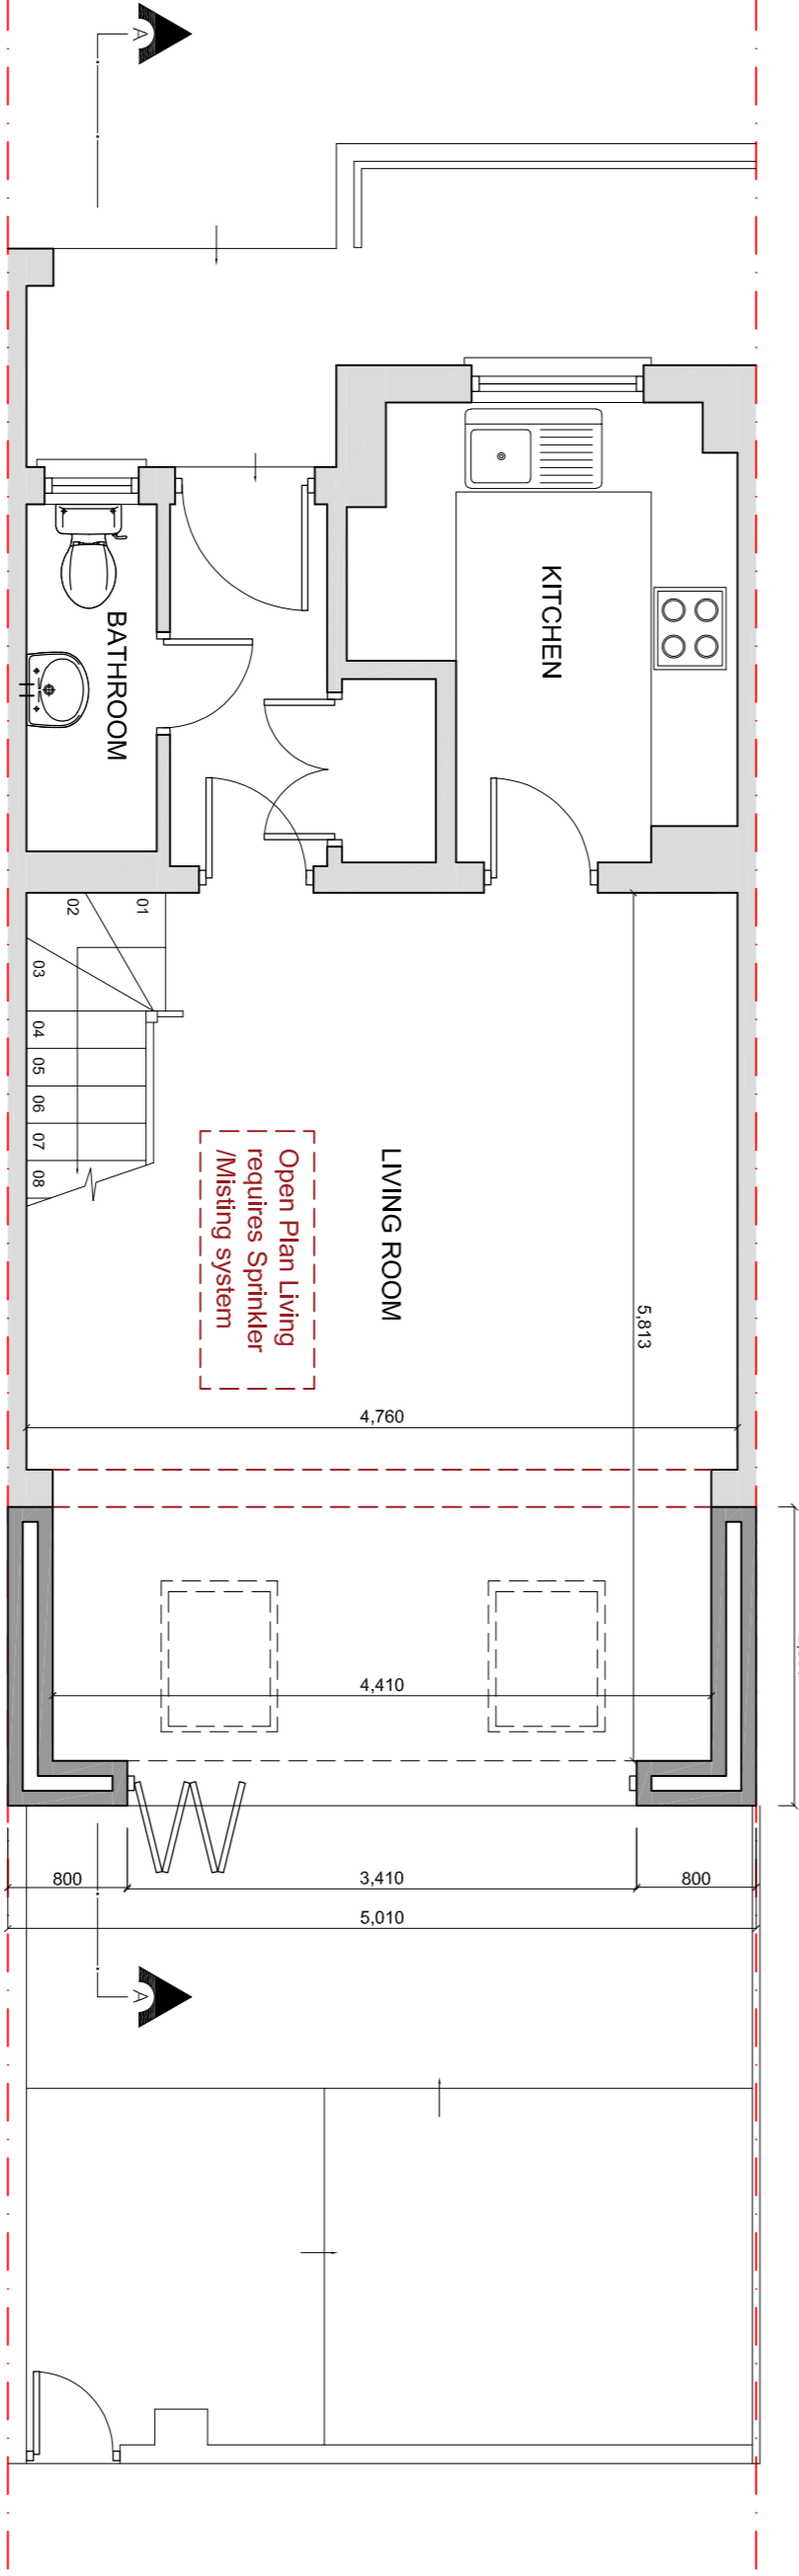 A
KITCHEN
BATHROOM
01
02
03
04
05
06
07
08
LIVING ROOM
Open Plan Living
requires Sprinkler
/Misting system
5,813
4,760
4,410
800
3,410
800
5,010
A